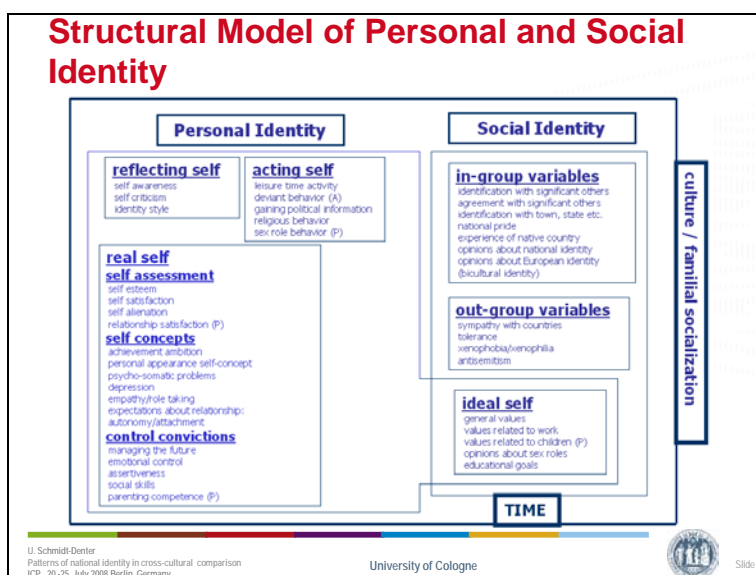 Structural Model of Personal and Social
Identity
Personal Identity
Social Identity
reflecting self
self awareness
self criticism
identity style
acting self
leisure time activity
deviant behavior (A)
gaining political information
religious behavior
sex role behavior (P)
real self
self assessment
self esteem
self satisfaction
self alienation
relationship satisfaction (P)
self concepts
achievement ambition
personal appearance self-concept
psycho-somatic problems
depression
empathy/role taking
expectations about relationship:
autonomy/attachment
control convictions
managing the future
emotional control
assertiveness
social skills
parenting competence (P)
in-group variables
identification with significant others
agreement with significant others
identification with town, state etc.
national pride
experience of native country
opinions about national identity
opinions about European identity
(bicultural identity)
out-group variables
sympathy with countries
tolerance
xenophobia/xenophilia
antisemitism
ideal self
general values
values related to work
values related to children (P)
opinions about sex roles
educational goals
culture / familial socialization
TIME
U. Schmidt-Denter
Patterns of national identity in cross-cultural comparison
ICP, 20.-25. July 2008 Berlin, Germany
University of Cologne
Slide